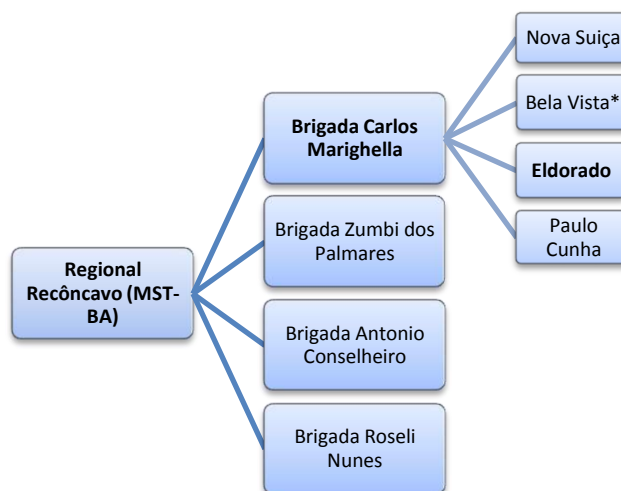 Regional
Recôncavo (MST-
BA)
Brigada Carlos
Marighella
Nova Suiça
Bela Vista*
Eldorado
Paulo
Cunha
Brigada Zumbi dos
Palmares
Brigada Antonio
Conselheiro
Brigada Roseli
Nunes